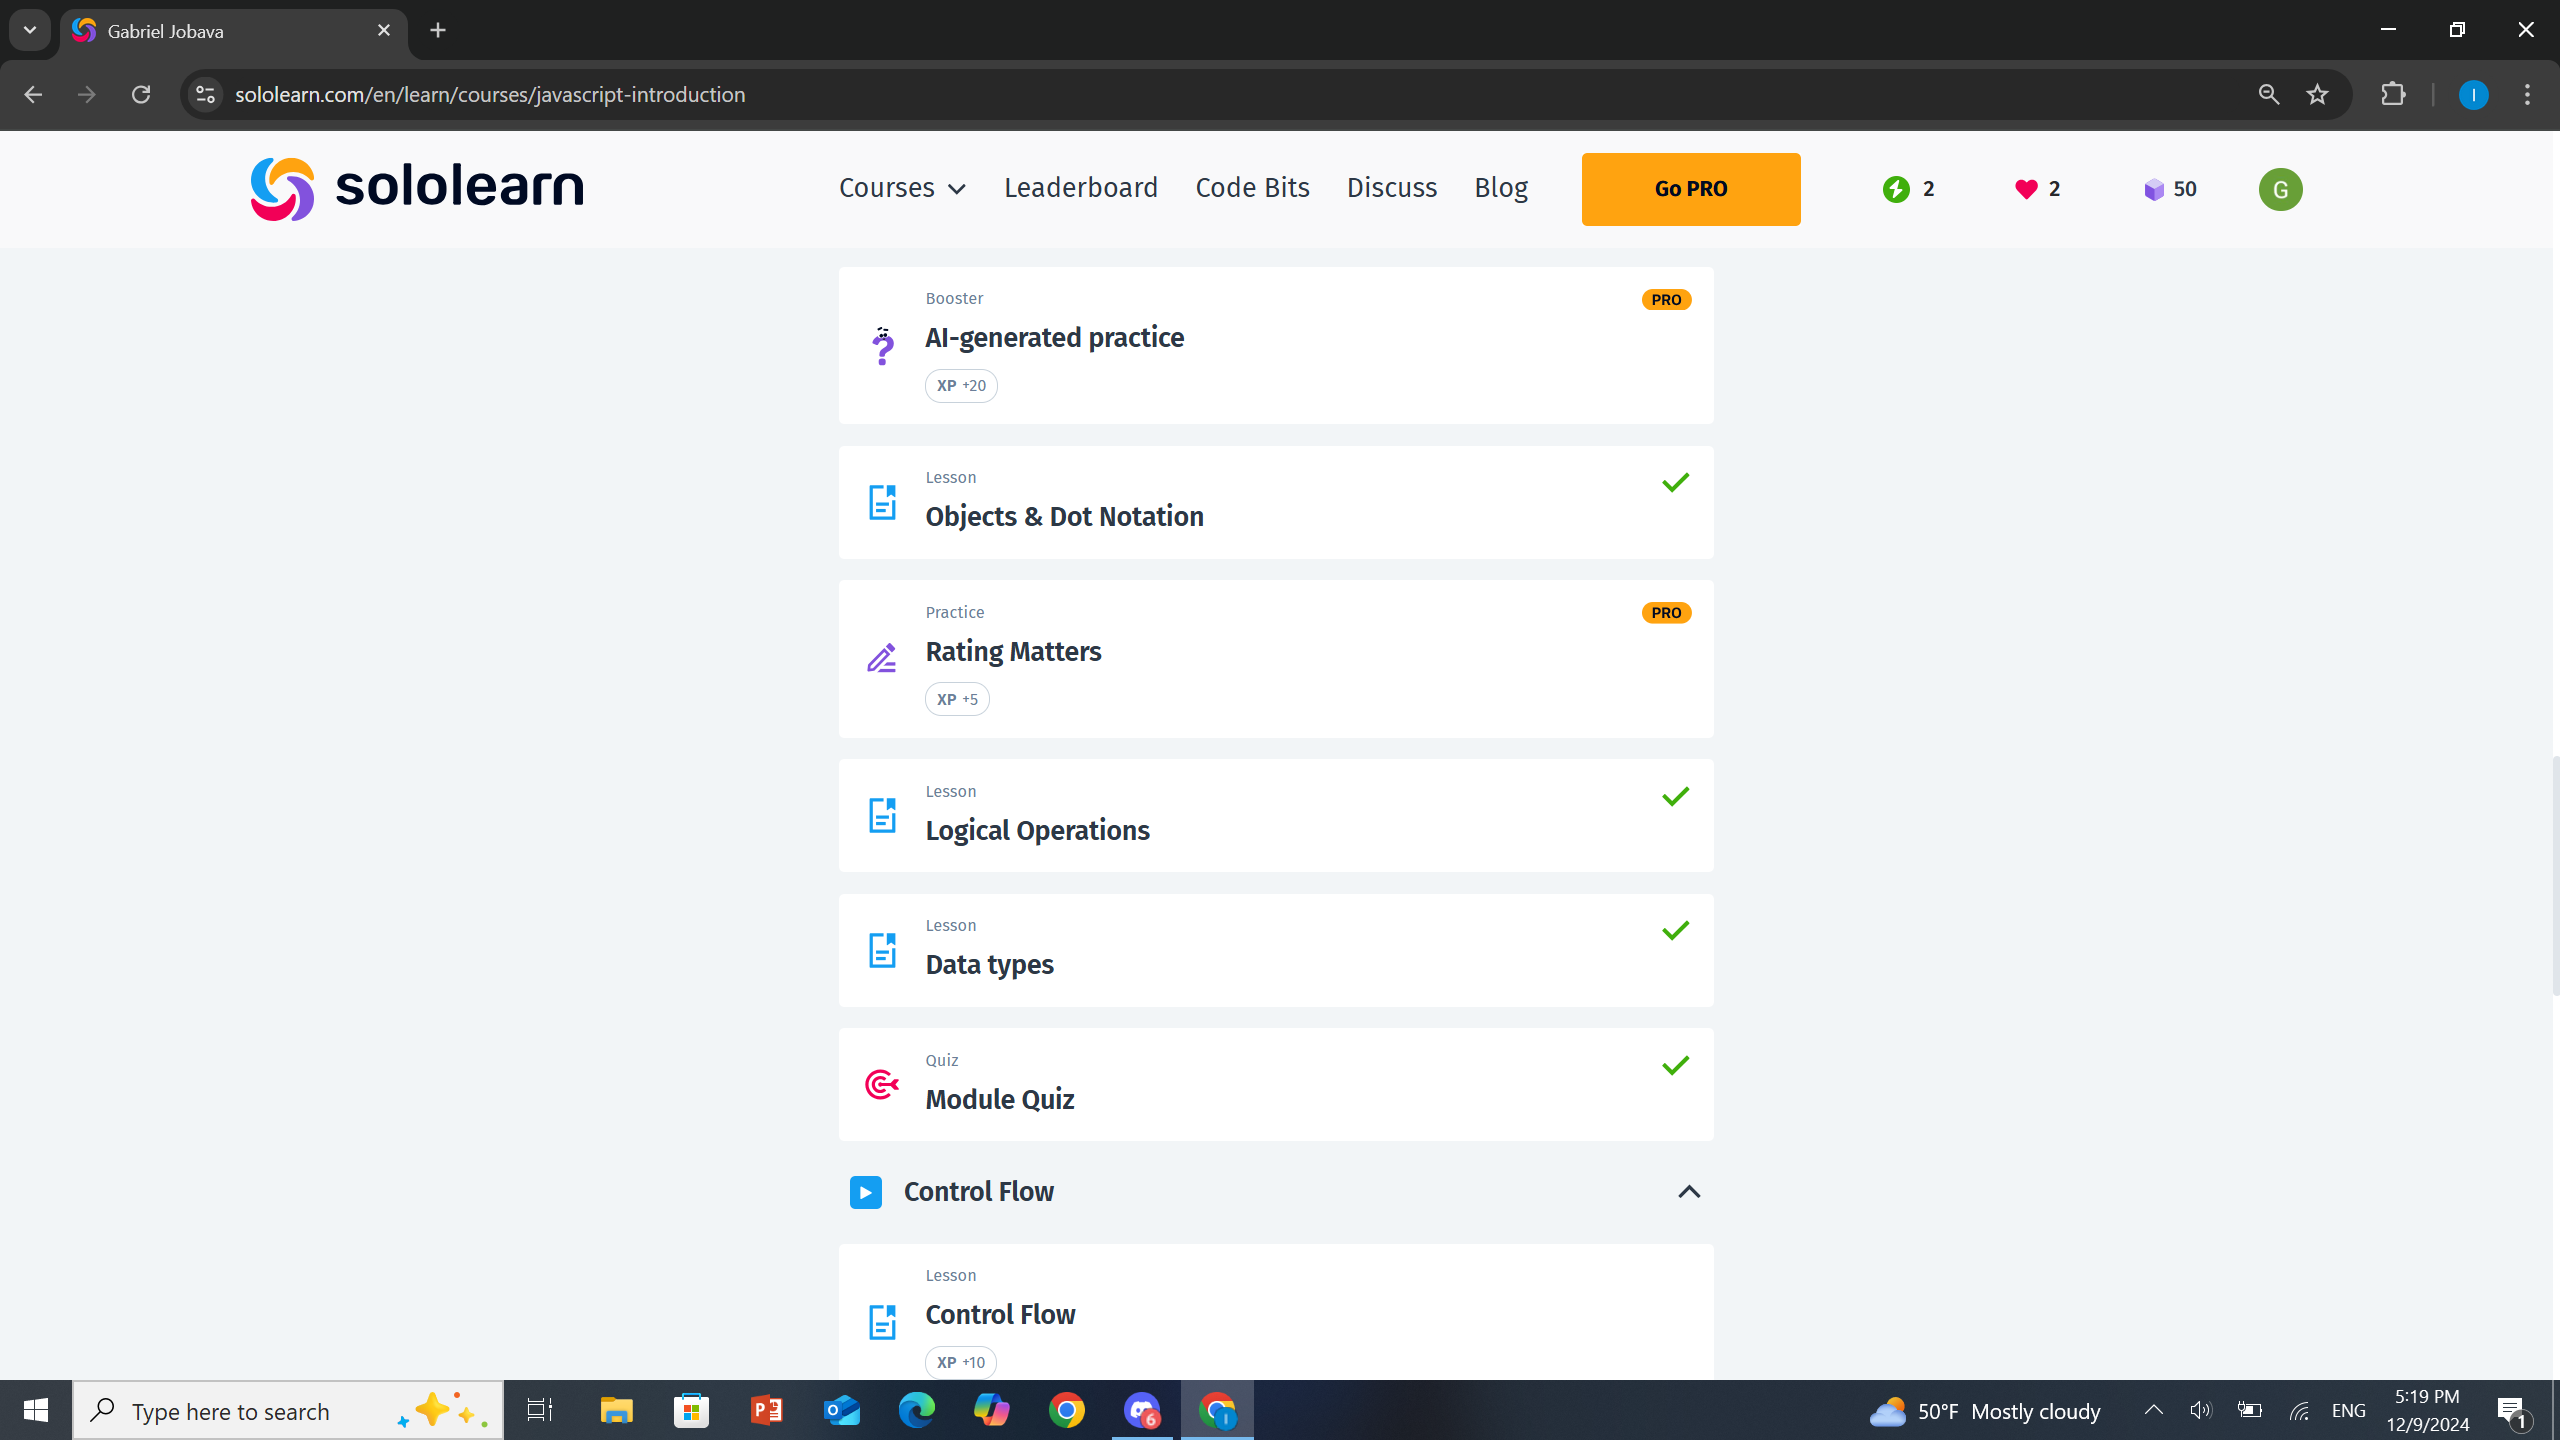 Gabriel Jobava
sololearn.com/en/learn/courses/javascript-introduction
I
sololearn
Courses
Leaderboard
Code Bits
Discuss
Blog
Go PRO
2
2
50
G
Booster
PRO
AI-generated practice
XP +20
Lesson
Objects & Dot Notation
Practice
PRO
Rating Matters
XP +5
Lesson
Logical Operations
Lesson
Data types
Quiz
Module Quiz
Control Flow
Lesson
Control Flow
XP +10
Type here to search
6
I
50°F Mostly cloudy
ENG
5:19 PM
12/9/2024
1